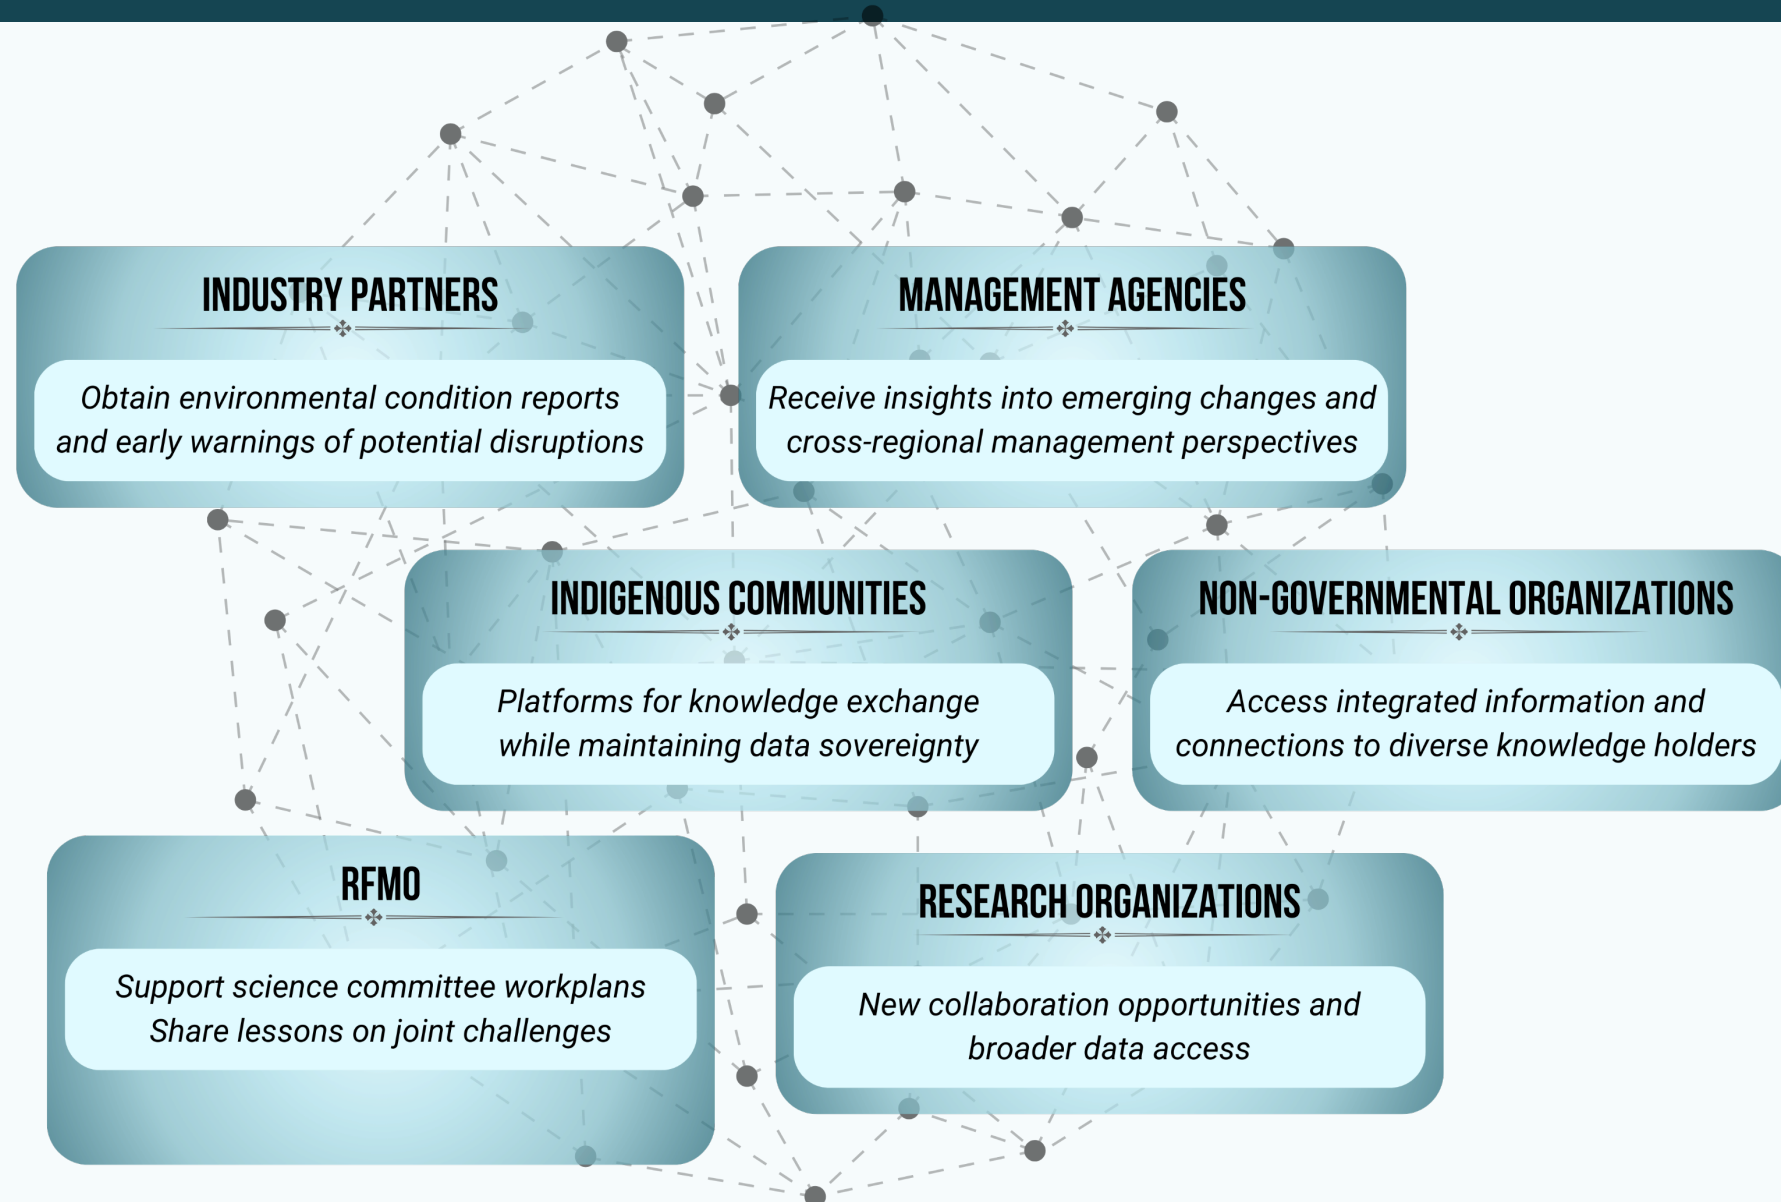 INDUSTRY PARTNERS
Obtain environmental condition reports
and early warnings of potential disruptions
MANAGEMENT AGENCIES
Receive insights into emerging changes and
cross-regional management perspectives
INDIGENOUS COMMUNITIES
Platforms for knowledge exchange
while maintaining data sovereignty
NON-GOVERNMENTAL ORGANIZATIONS
Access integrated information and
connections to diverse knowledge holders
RFMO
Support science committee workplans
Share lessons on joint challenges
RESEARCH ORGANIZATIONS
New collaboration opportunities and
broader data access